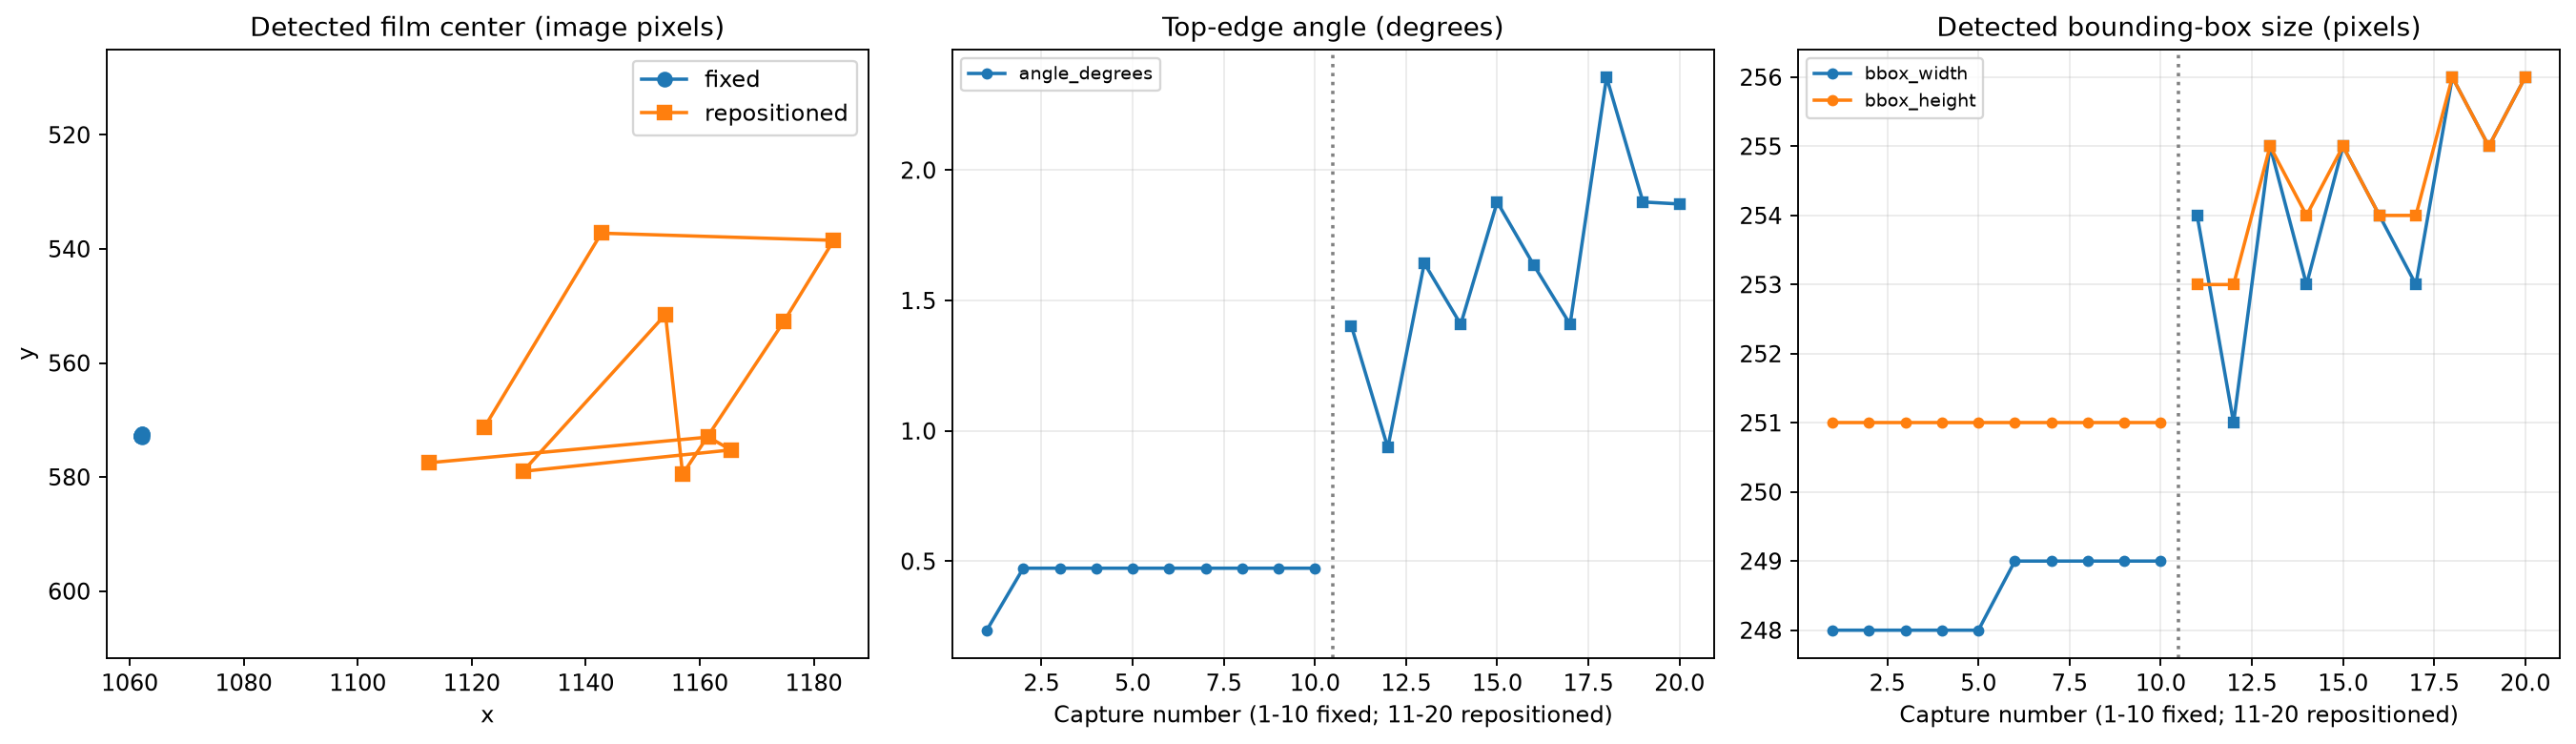 Detected film center (image pixels)
fixed
repositioned
520
540
560
580
600
y
1060 1080 1100 1120 1140 1160 1180
x
Top-edge angle (degrees)
angle_degrees
2.0
1.5
1.0
0.5
2.5 5.0 7.5 10.0 12.5 15.0 17.5 20.0
Capture number (1-10 fixed; 11-20 repositioned)
Detected bounding-box size (pixels)
bbox_width
bbox_height
256
255
254
253
252
251
250
249
248
2.5 5.0 7.5 10.0 12.5 15.0 17.5 20.0
Capture number (1-10 fixed; 11-20 repositioned)